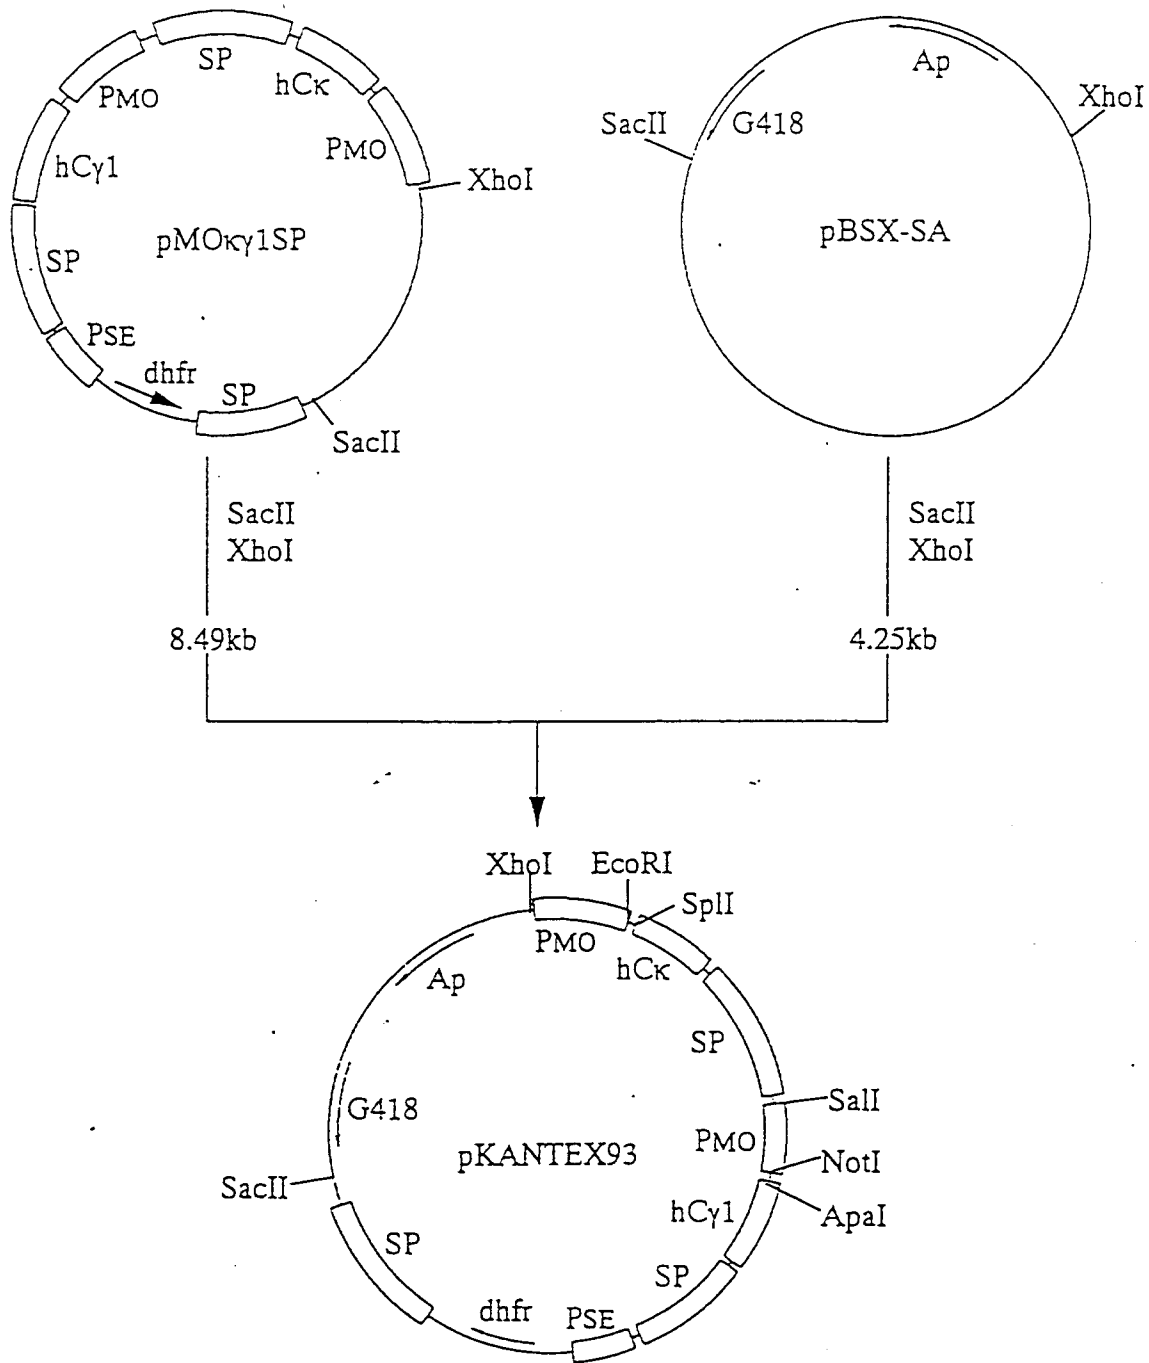 SP
hCκ
PMO
PMO
XhoI
hCγ1
pMOκγ1SP
SP
PSE
dhfr
SP
SacII
SacII
XhoI
8.49kb
Ap
XhoI
SacII
G418
pBSX-SA
SacII
XhoI
4.25kb
XhoI
EcoRI
SplI
PMO
hCκ
Ap
SP
SalI
G418
PMO
pKANTEX93
NotI
SacII
hCγ1
ApaI
SP
SP
dhfr
PSE